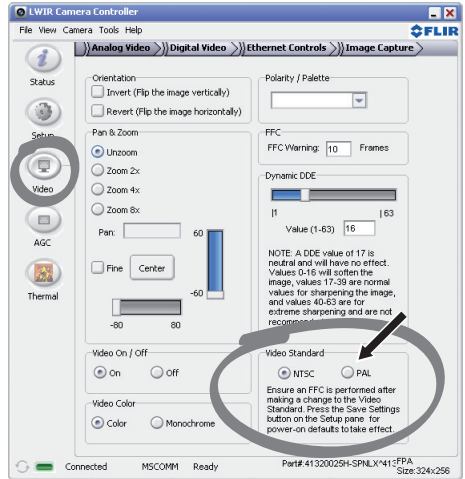 LWIR Camera Controller
File View Camera Tools Help
FLIR
Analog Video Digital Video Ethernet Controls Image Capture
Status
Setup
Video
AGC
Thermal
Orientation
Invert (Flip the image vertically)
Revert (Flip the image horizontally)
Pan & Zoom
Unzoom
Zoom 2x
Zoom 4x
Zoom 8x
Pan: 60
Fine Center
-60
-80 80
Video On / Off
On Off
Video Color
Color Monochrome
Polarity / Palette
FFC
FFC Warning: 10 Frames
Dynamic DDE
|1 |63
Value (1-63) 16
NOTE: A DDE value of 17 is
neutral and will have no effect.
Values 0-16 will soften the
image, values 17-39 are normal
values for sharpening the image,
and values 40-63 are for
extreme sharpening and are not
Video Standard
NTSC PAL
Ensure an FFC is performed after
making a change to the Video
Standard. Press the Save Settings
button on the Setup pane for
power-on defaults to take effect.
Connected MSCOMM Ready
FPA
Size:324x256